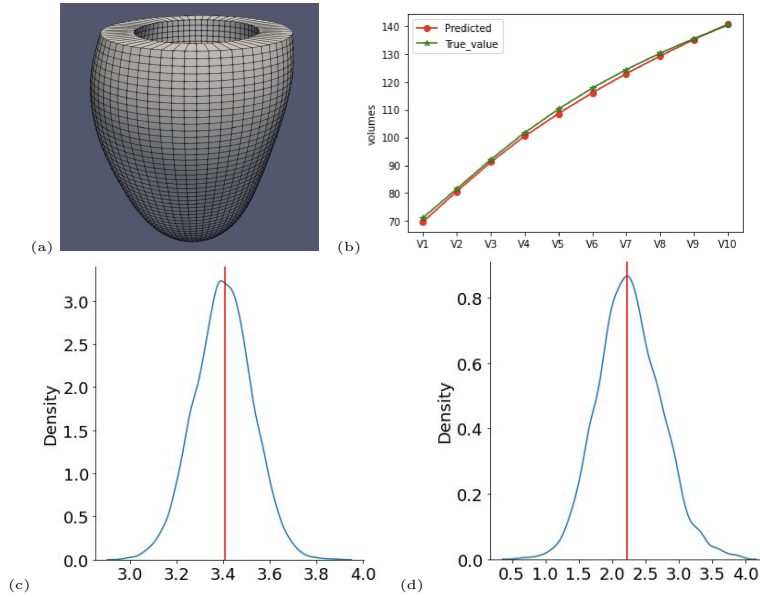 (a)
(b)
Predicted
True_value
volumes
140
130
120
110
100
90
80
70
V1 V2 V3 V4 V5 V6 V7 V8 V9 V10
(c)
Density
3.0
2.5
2.0
1.5
1.0
0.5
0.0
3.0 3.2 3.4 3.6 3.8 4.0
(d)
Density
0.8
0.6
0.4
0.2
0.0
0.5 1.0 1.5 2.0 2.5 3.0 3.5 4.0